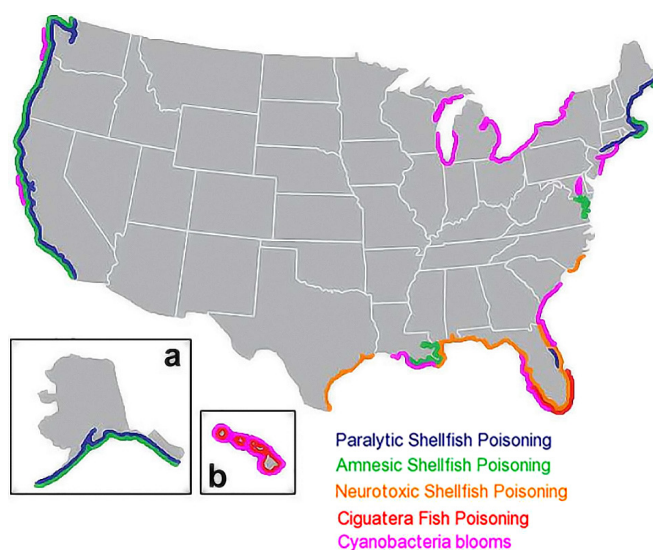 a
b
Paralytic Shellfish Poisoning
Amnesic Shellfish Poisoning
Neurotoxic Shellfish Poisoning
Ciguatera Fish Poisoning
Cyanobacteria blooms